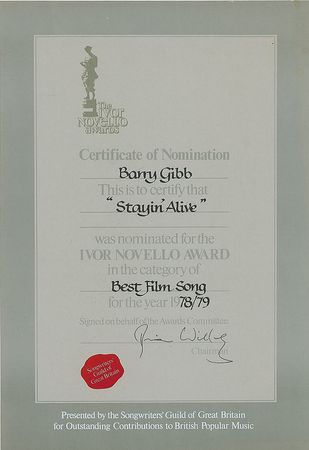 The
IVOR
NOVELLO
awards
Certificate of Nomination
Barry Gibb
This is to certify that
"Stayin' Alive"
was nominated for the
IVOR NOVELLO AWARD
in the category of
Best Film Song
for the year 1978/79
Signed on behalf of the Awards Committee
Chairman
Songwriters'
Guild of
Great Britain
Presented by the Songwriters' Guild of Great Britain
for Outstanding Contributions to British Popular Music